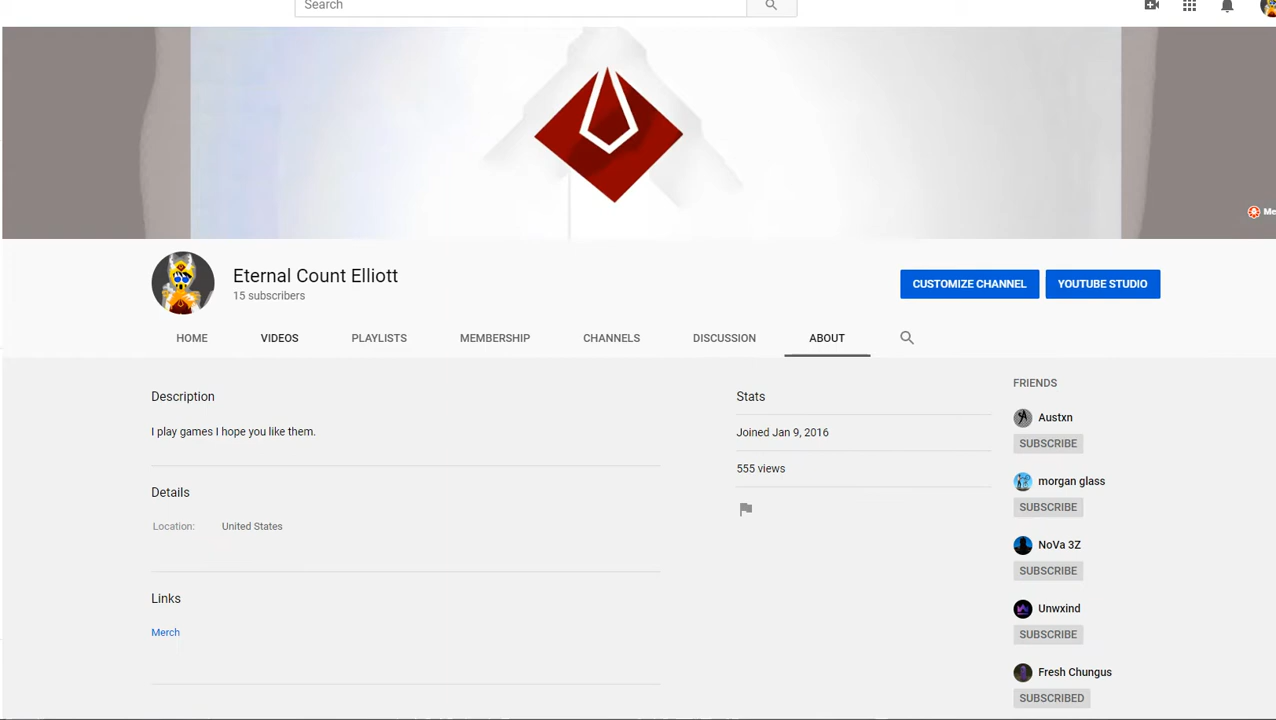 Search
Me
Eternal Count Elliott
15 subscribers
CUSTOMIZE CHANNEL
YOUTUBE STUDIO
HOME
VIDEOS
PLAYLISTS
MEMBERSHIP
CHANNELS
DISCUSSION
ABOUT
Description
I play games I hope you like them.
Details
Location: United States
Links
Merch
Stats
Joined Jan 9, 2016
555 views
FRIENDS
Austxn
SUBSCRIBE
morgan glass
SUBSCRIBE
NoVa 3Z
SUBSCRIBE
Unwxind
SUBSCRIBE
Fresh Chungus
SUBSCRIBED